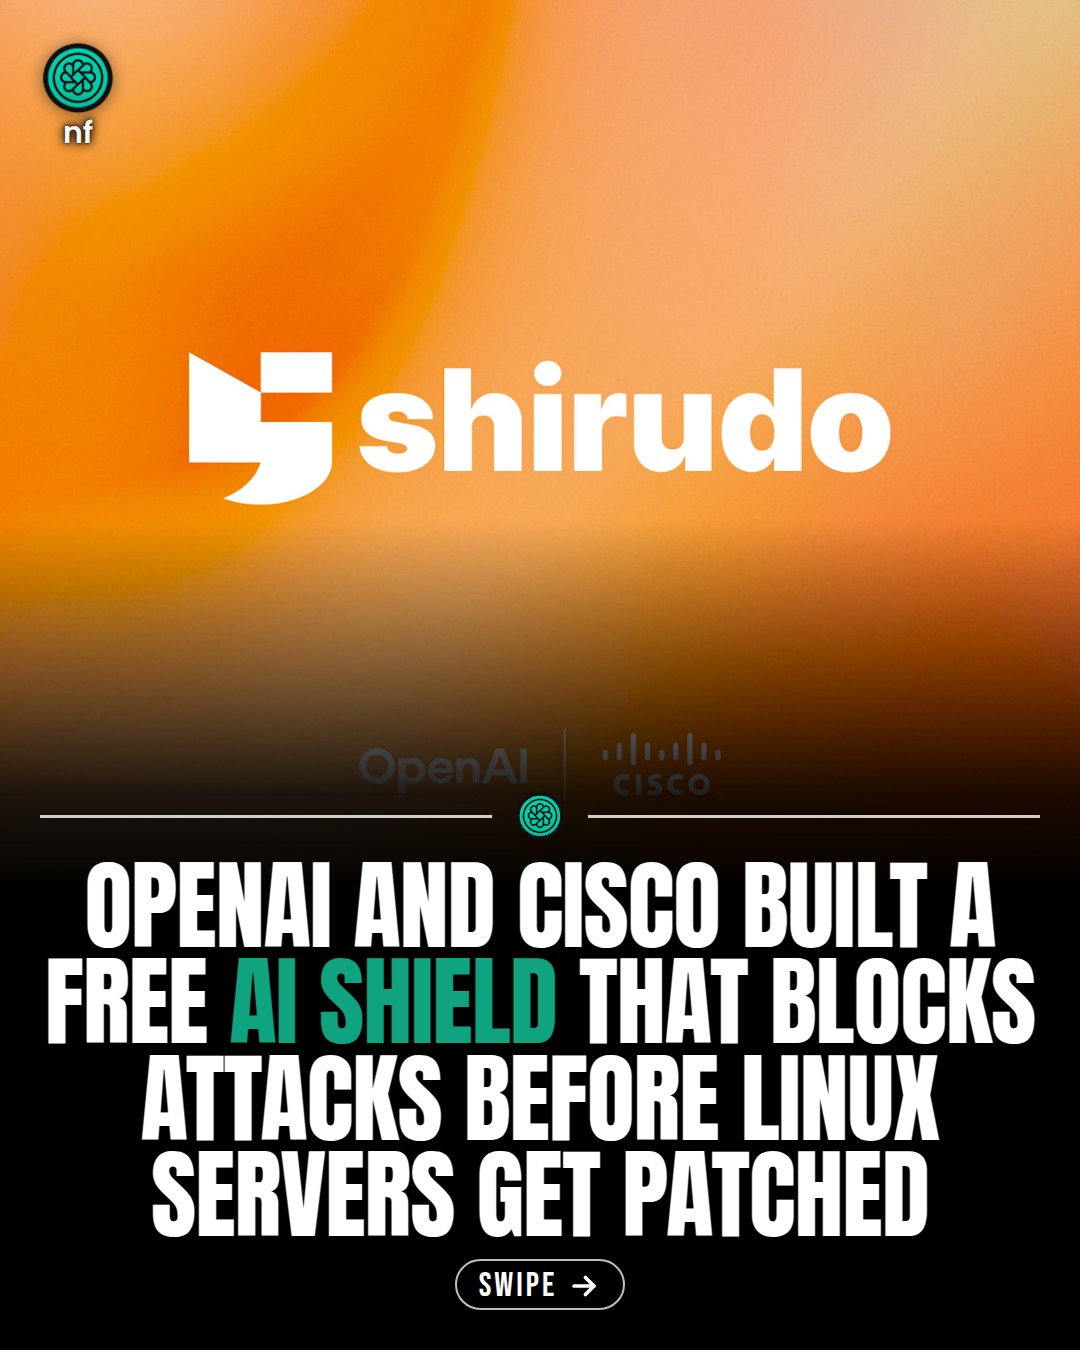 nf
shirudo
OpenAI
CISCO
OPENAI AND CISCO BUILT A
FREE AI SHIELD THAT BLOCKS
ATTACKS BEFORE LINUX
SERVERS GET PATCHED
SWIPE →